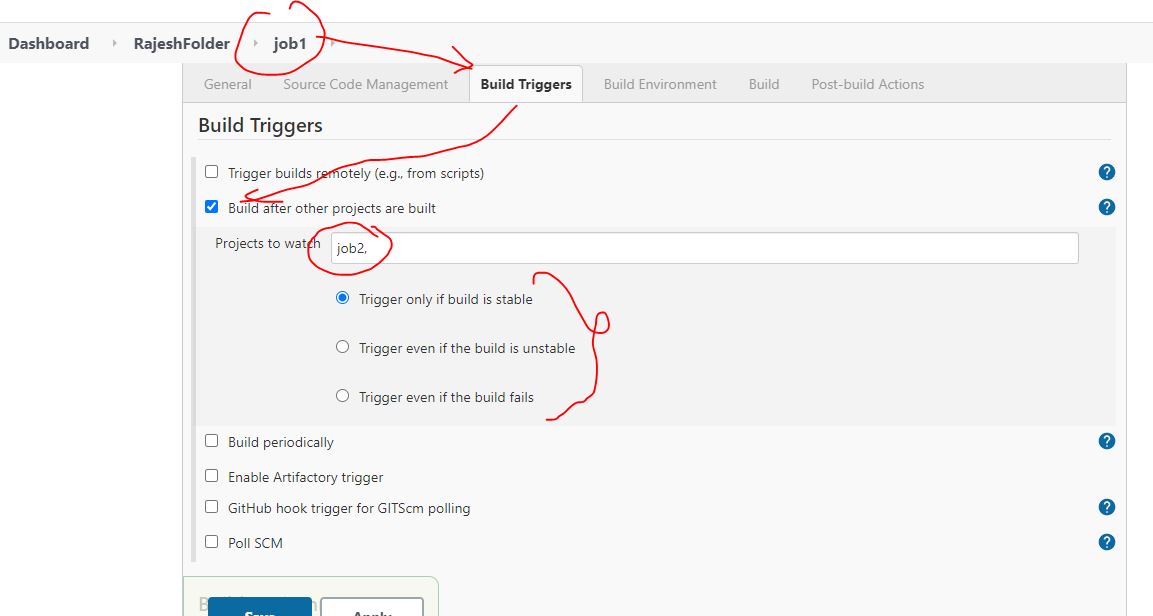 Dashboard RajeshFolder job1
General Source Code Management Build Triggers Build Environment Build Post-build Actions
Build Triggers
Trigger builds remotely (e.g., from scripts) ?
Build after other projects are built ?
Projects to watch job2,
Trigger only if build is stable
Trigger even if the build is unstable
Trigger even if the build fails
Build periodically ?
Enable Artifactory trigger
GitHub hook trigger for GITScm polling ?
Poll SCM ?
Save Apply